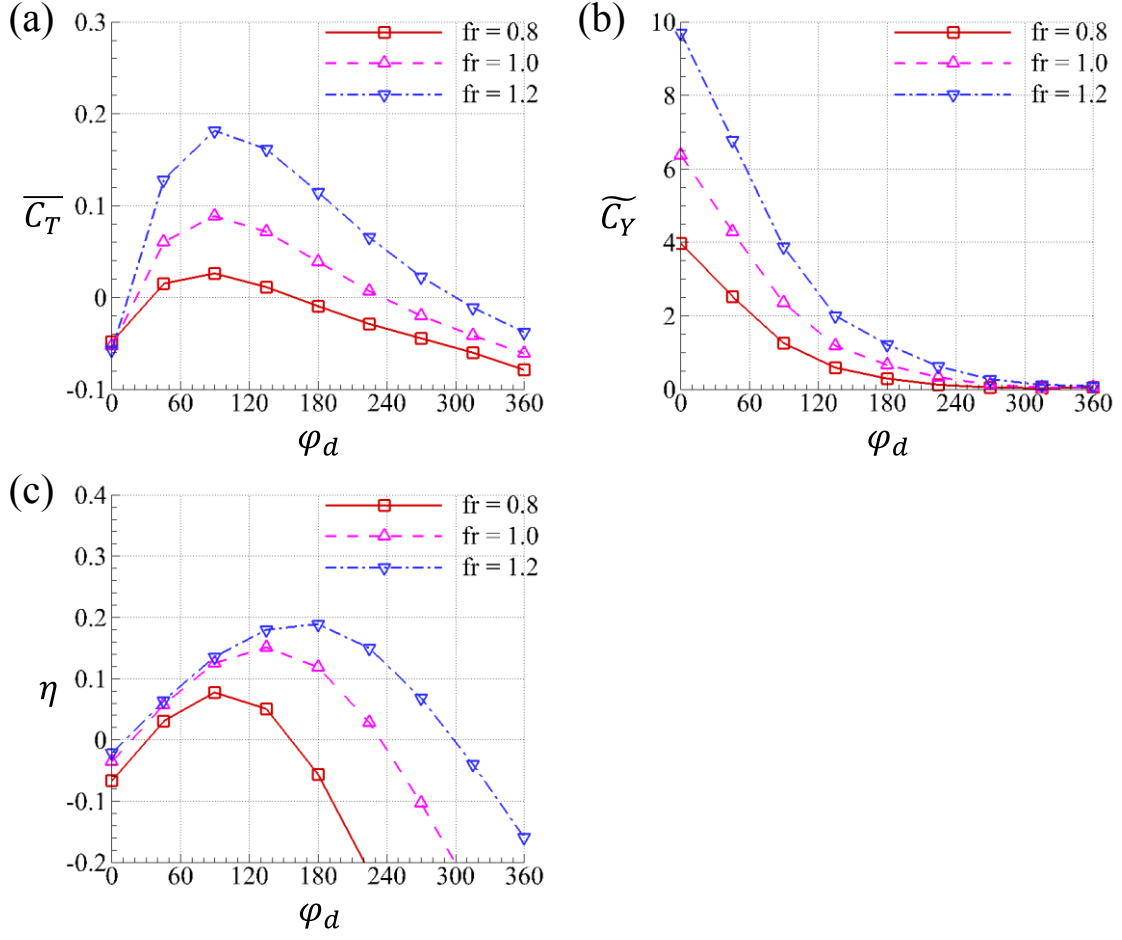 (a)
0.3
0.2
0.1
0
-0.1
C_T
fr = 0.8
fr = 1.0
fr = 1.2
0 60 120 180 240 300 360
φ_d
(b)
10
8
6
4
2
0
C_Y
fr = 0.8
fr = 1.0
fr = 1.2
0 60 120 180 240 300 360
φ_d
(c)
0.4
0.3
0.2
0.1
0
-0.1
-0.2
η
fr = 0.8
fr = 1.0
fr = 1.2
0 60 120 180 240 300 360
φ_d